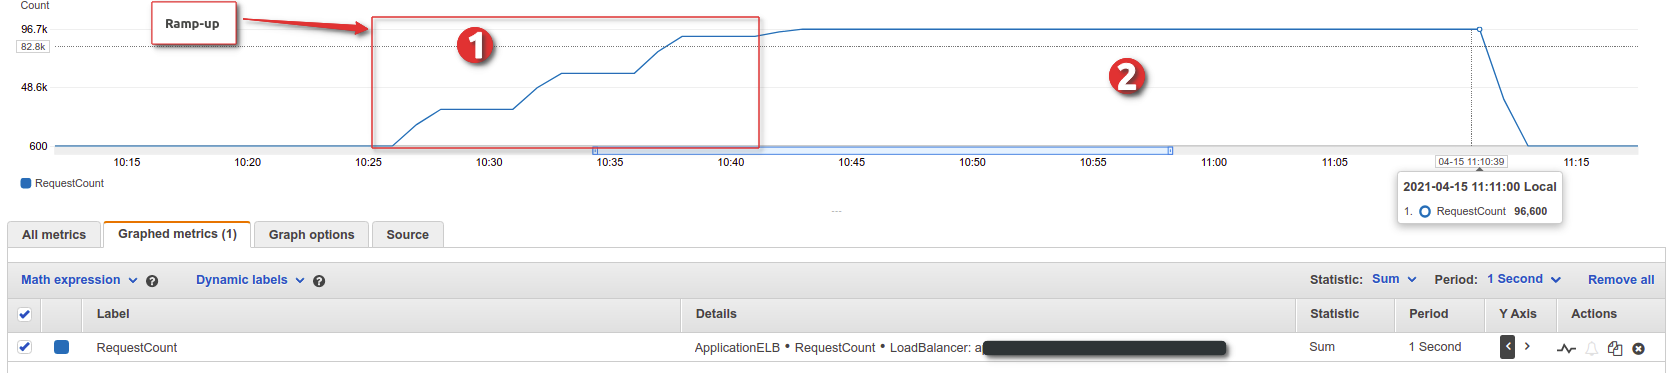 Count
Ramp-up
96.7k
82.8k
48.6k
600
1
2
10:15 10:20 10:25 10:30 10:35 10:40 10:45 10:50 10:55 11:00 11:05 04-15 11:10:39 11:15
RequestCount
2021-04-15 11:11:00 Local
1. RequestCount 96,600
All metrics Graphed metrics (1) Graph options Source
Math expression ? Dynamic labels ? Statistic: Sum Period: 1 Second Remove all
Label Details Statistic Period Y Axis Actions
RequestCount ApplicationELB • RequestCount • LoadBalancer: a Sum 1 Second < >